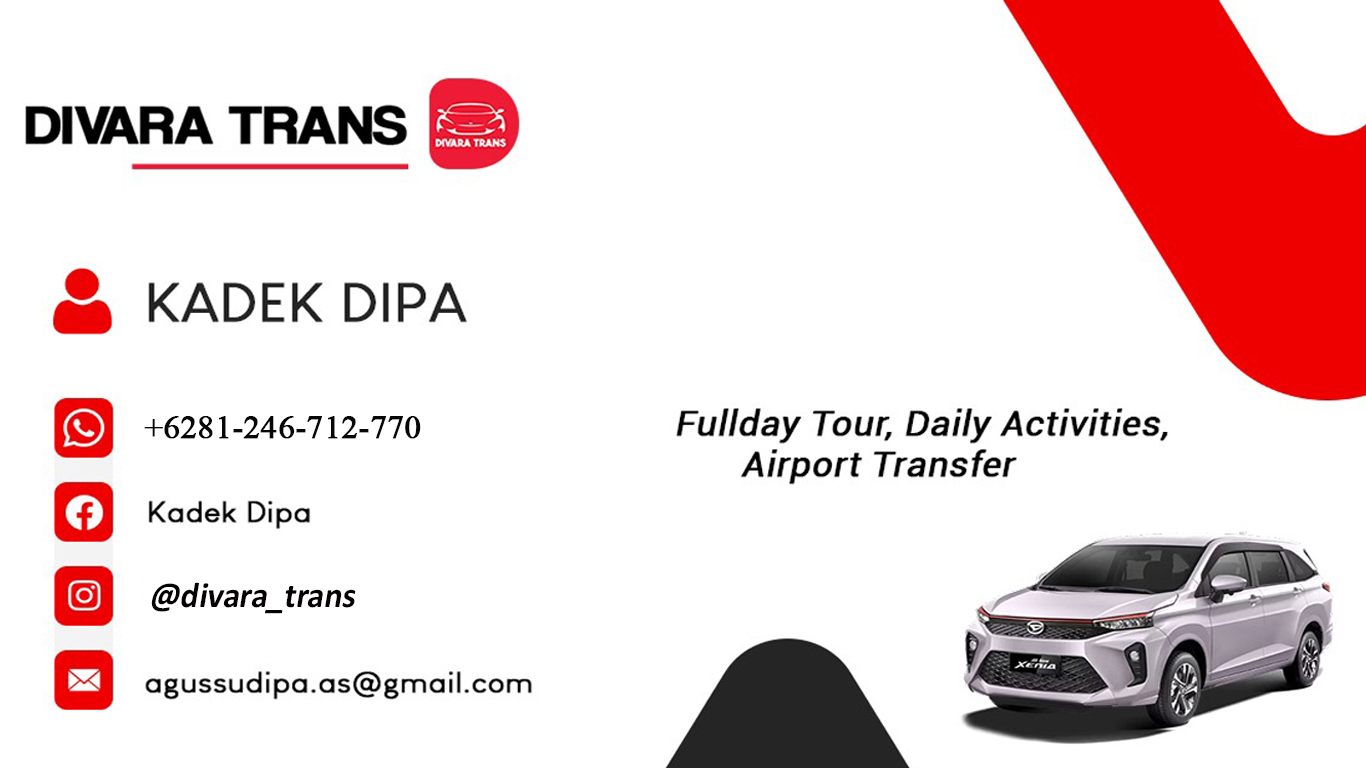 DIVARA TRANS
DIVARA TRANS
KADEK DIPA
+6281-246-712-770
Kadek Dipa
@divara_trans
agussudipa.as@gmail.com
Fullday Tour, Daily Activities,
Airport Transfer
XENIA